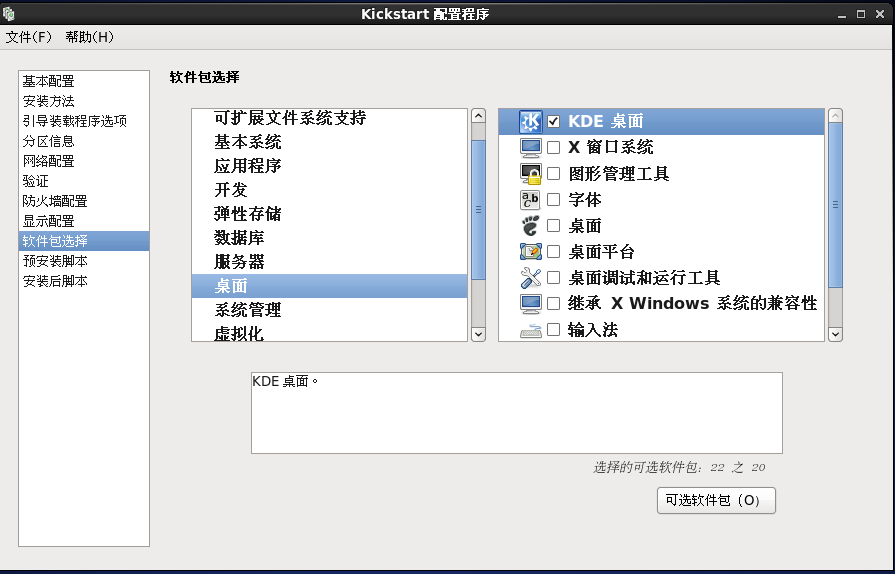 Kickstart 配置程序
文件(F) 帮助(H)
基本配置
安装方法
引导装载程序选项
分区信息
网络配置
验证
防火墙配置
显示配置
软件包选择
预安装脚本
安装后脚本
软件包选择
可扩展文件系统支持
基本系统
应用程序
开发
弹性存储
数据库
服务器
桌面
系统管理
虚拟化
KDE 桌面
X 窗口系统
图形管理工具
字体
桌面
桌面平台
桌面调试和运行工具
继承 X Windows 系统的兼容性
输入法
KDE 桌面。
选择的可选软件包：22 之 20
可选软件包（O）